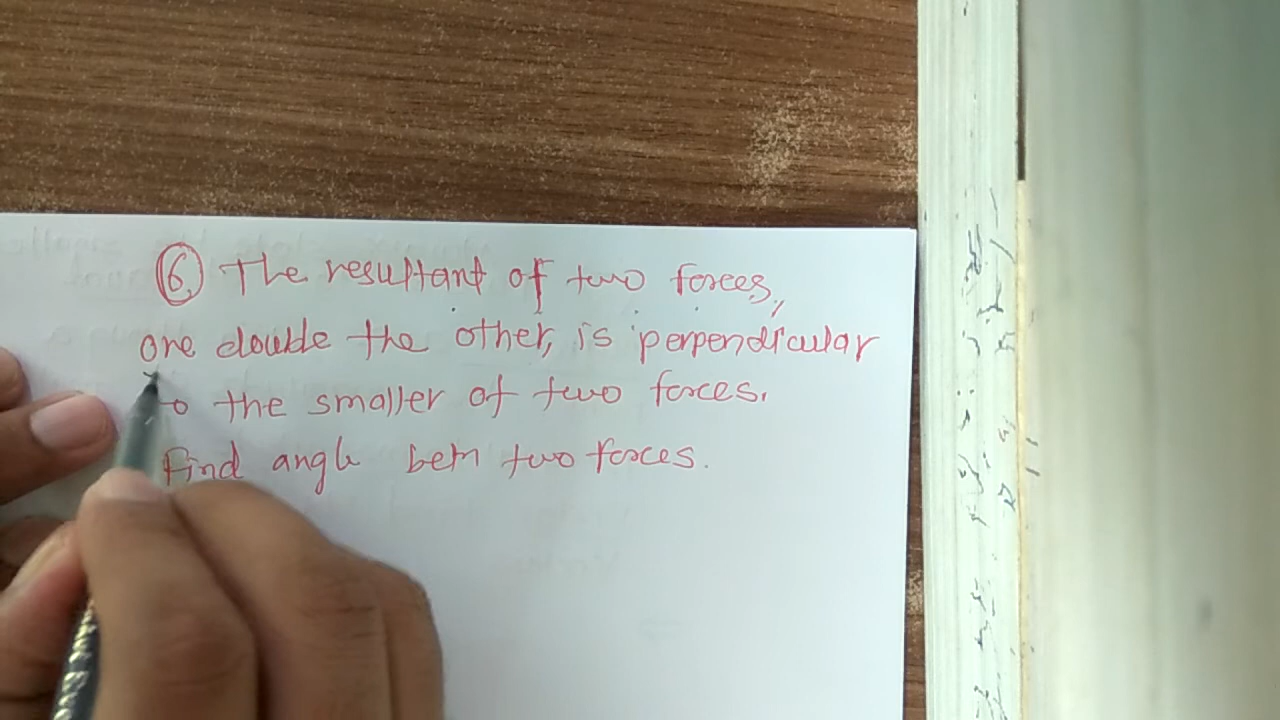 6. The resultant of two forces,
one double the other, is perpendicular
to the smaller of two forces.
Find angle betn two forces.